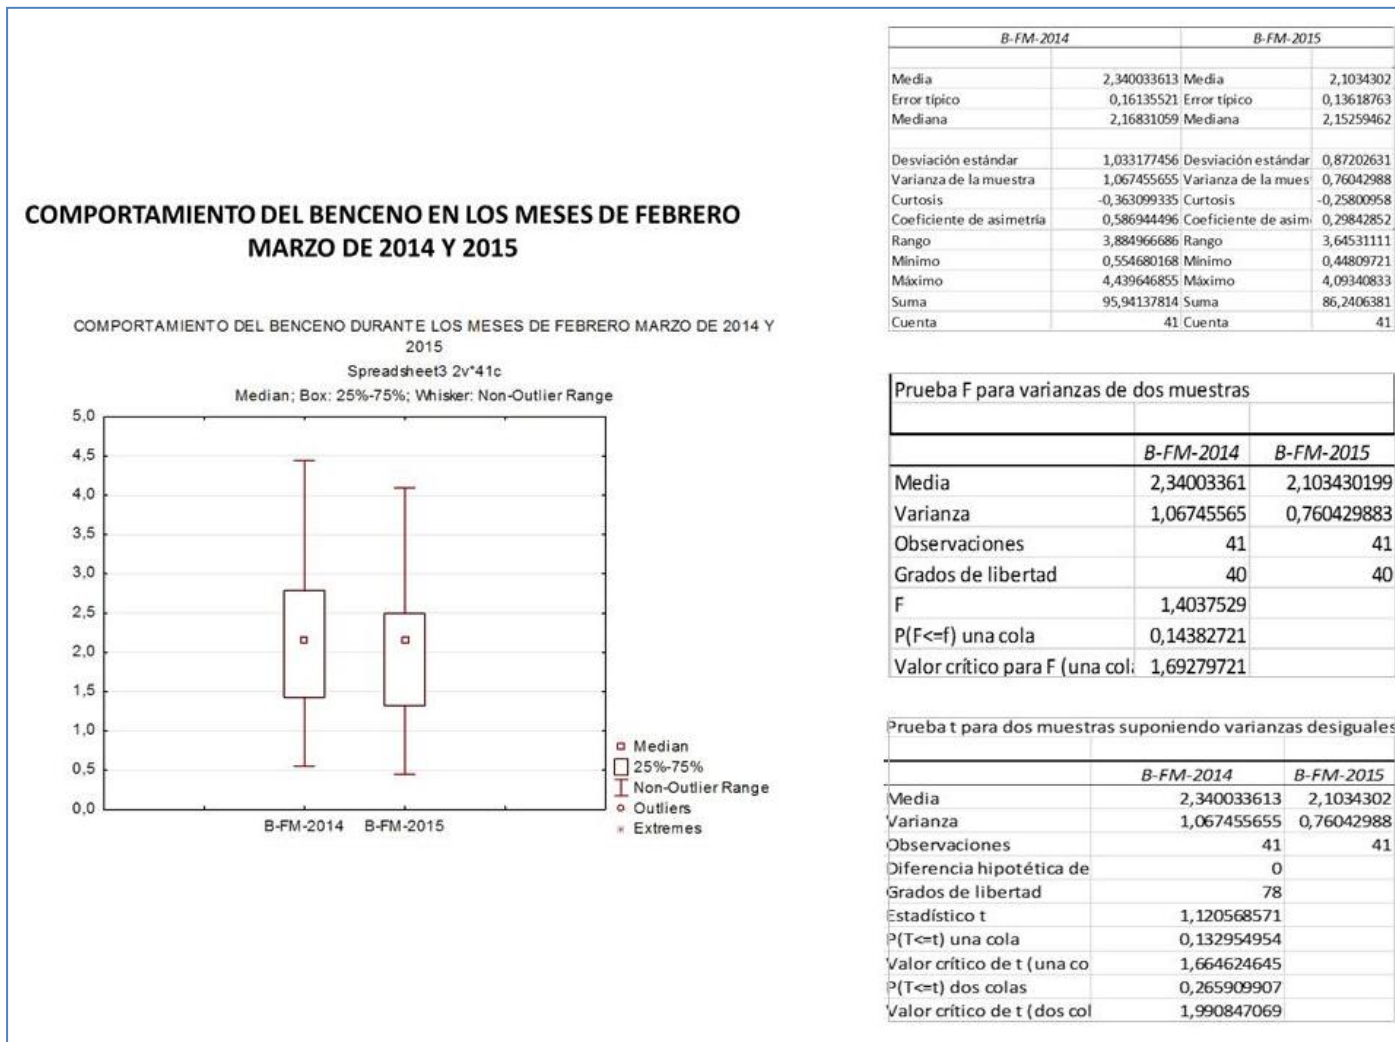 COMPORTAMIENTO DEL BENCENO EN LOS MESES DE FEBRERO
MARZO DE 2014 Y 2015
COMPORTAMIENTO DEL BENCENO DURANTE LOS MESES DE FEBRERO MARZO DE 2014 Y
2015
Spreadsheet3 2v*41c
Median; Box: 25%-75%; Whisker: Non-Outlier Range
5,0
4,5
4,0
3,5
3,0
2,5
2,0
1,5
1,0
0,5
0,0
B-FM-2014 B-FM-2015
Median
25%-75%
Non-Outlier Range
Outliers
Extremes
B-FM-2014 B-FM-2015
Media 2,340033613 Media 2,1034302
Error típico 0,16135521 Error típico 0,13618763
Mediana 2,16831059 Mediana 2,15259462
Desviación estándar 1,033177456 Desviación estándar 0,87202631
Varianza de la muestra 1,067455655 Varianza de la mues 0,76042988
Curtosis -0,363099335 Curtosis -0,25800958
Coeficiente de asimetría 0,586944496 Coeficiente de asim 0,29842852
Rango 3,884966686 Rango 3,64531111
Mínimo 0,554680168 Mínimo 0,44809721
Máximo 4,439646855 Máximo 4,09340833
Suma 95,94137814 Suma 86,2406381
Cuenta 41 Cuenta 41
Prueba F para varianzas de dos muestras
B-FM-2014 B-FM-2015
Media 2,34003361 2,103430199
Varianza 1,06745565 0,760429883
Observaciones 41 41
Grados de libertad 40 40
F 1,4037529
P(F<=f) una cola 0,14382721
Valor crítico para F (una cola 1,69279721
Prueba t para dos muestras suponiendo varianzas desiguales
B-FM-2014 B-FM-2015
Media 2,340033613 2,1034302
Varianza 1,067455655 0,76042988
Observaciones 41 41
Diferencia hipotética de 0
Grados de libertad 78
Estadístico t 1,120568571
P(T<=t) una cola 0,132954954
Valor crítico de t (una co 1,664624645
P(T<=t) dos colas 0,265909907
Valor crítico de t (dos col 1,990847069